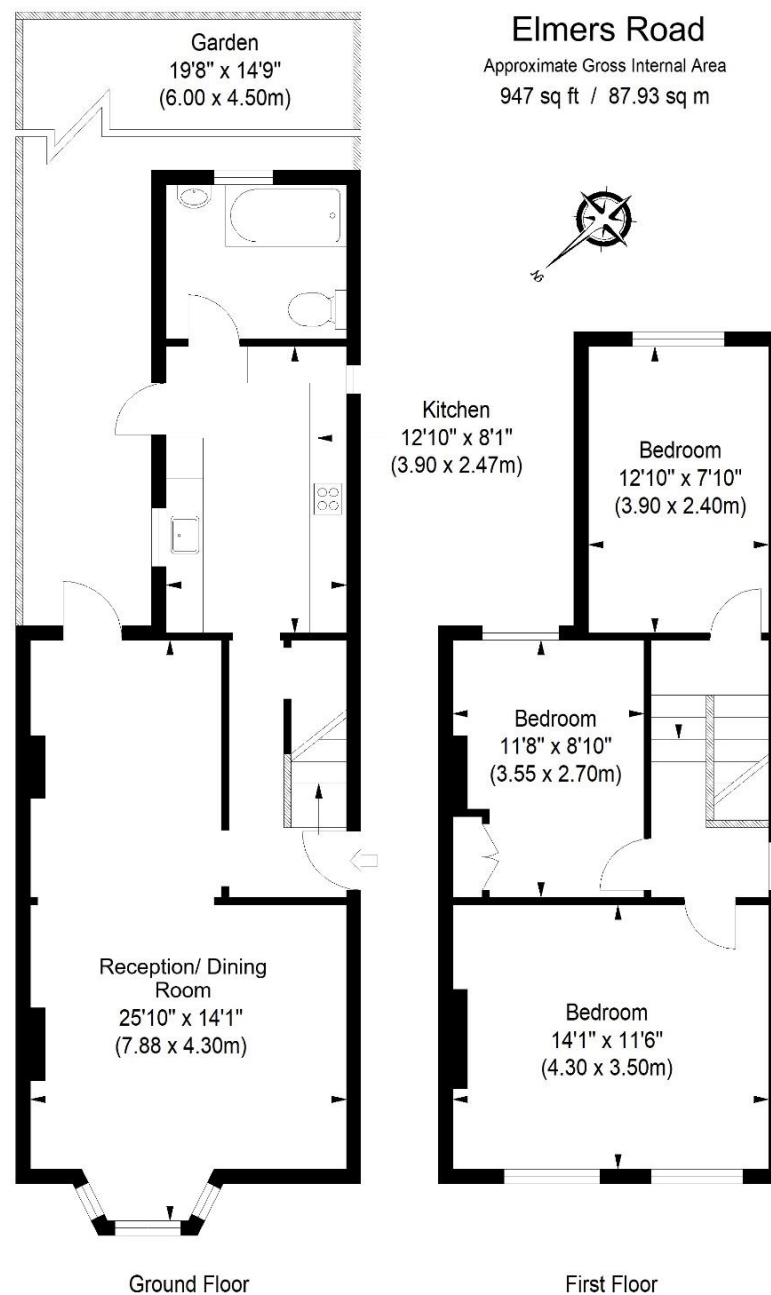 Elmers Road
Approximate Gross Internal Area
947 sq ft / 87.93 sq m
Garden
19'8" x 14'9"
(6.00 x 4.50m)
N
Kitchen
12'10" x 8'1"
(3.90 x 2.47m)
Bedroom
12'10" x 7'10"
(3.90 x 2.40m)
Bedroom
11'8" x 8'10"
(3.55 x 2.70m)
Reception/ Dining
Room
25'10" x 14'1"
(7.88 x 4.30m)
Bedroom
14'1" x 11'6"
(4.30 x 3.50m)
Ground Floor
First Floor